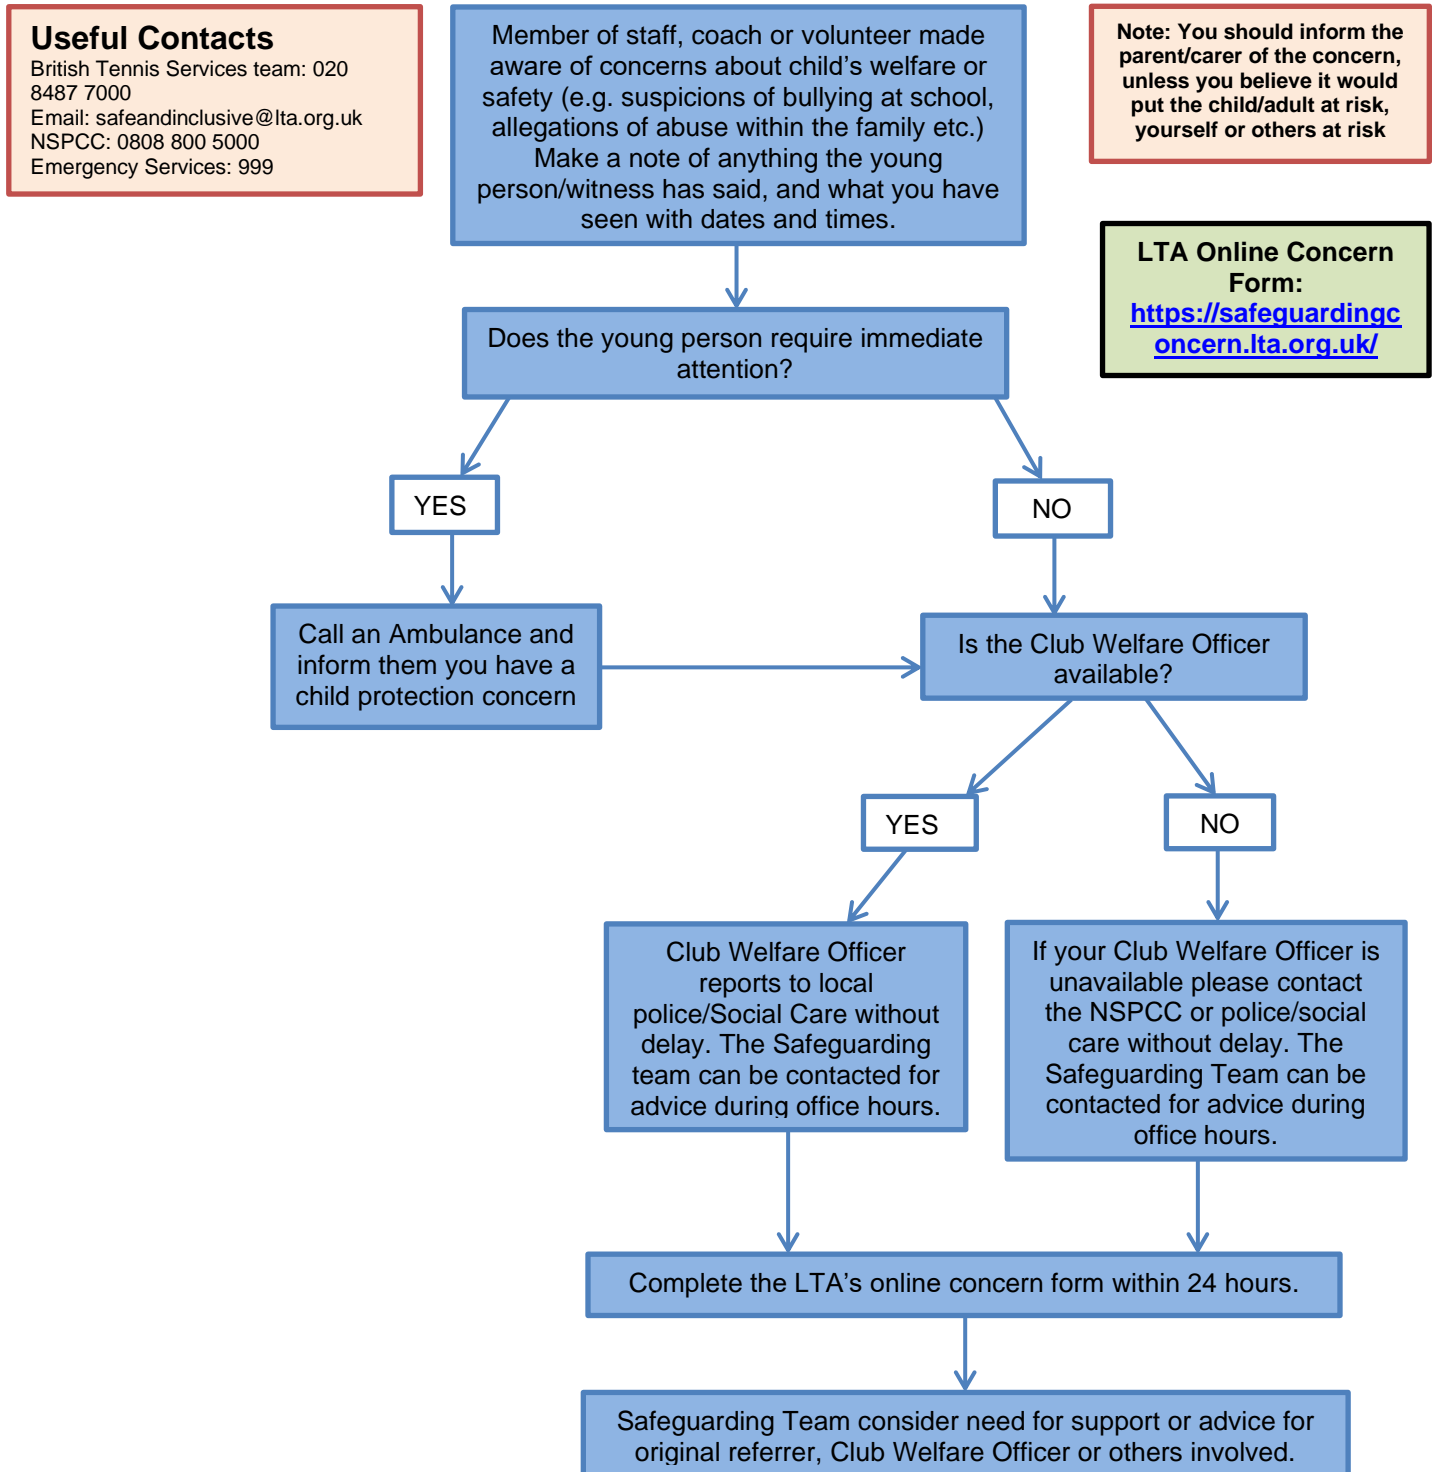 Useful Contacts
British Tennis Services team: 020
8487 7000
Email: safeandinclusive@lta.org.uk
NSPCC: 0808 800 5000
Emergency Services: 999
Member of staff, coach or volunteer made
aware of concerns about child's welfare or
safety (e.g. suspicions of bullying at school,
allegations of abuse within the family etc.)
Make a note of anything the young
person/witness has said, and what you have
seen with dates and times.
Note: You should inform the
parent/carer of the concern,
unless you believe it would
put the child/adult at risk,
yourself or others at risk
LTA Online Concern
Form:
https://safeguardingc
oncern.lta.org.uk/
Does the young person require immediate
attention?
YES
NO
Call an Ambulance and
inform them you have a
child protection concern
Is the Club Welfare Officer
available?
YES
NO
Club Welfare Officer
reports to local
police/Social Care without
delay. The Safeguarding
team can be contacted for
advice during office hours.
If your Club Welfare Officer is
unavailable please contact
the NSPCC or police/social
care without delay. The
Safeguarding Team can be
contacted for advice during
office hours.
Complete the LTA's online concern form within 24 hours.
Safeguarding Team consider need for support or advice for
original referrer, Club Welfare Officer or others involved.